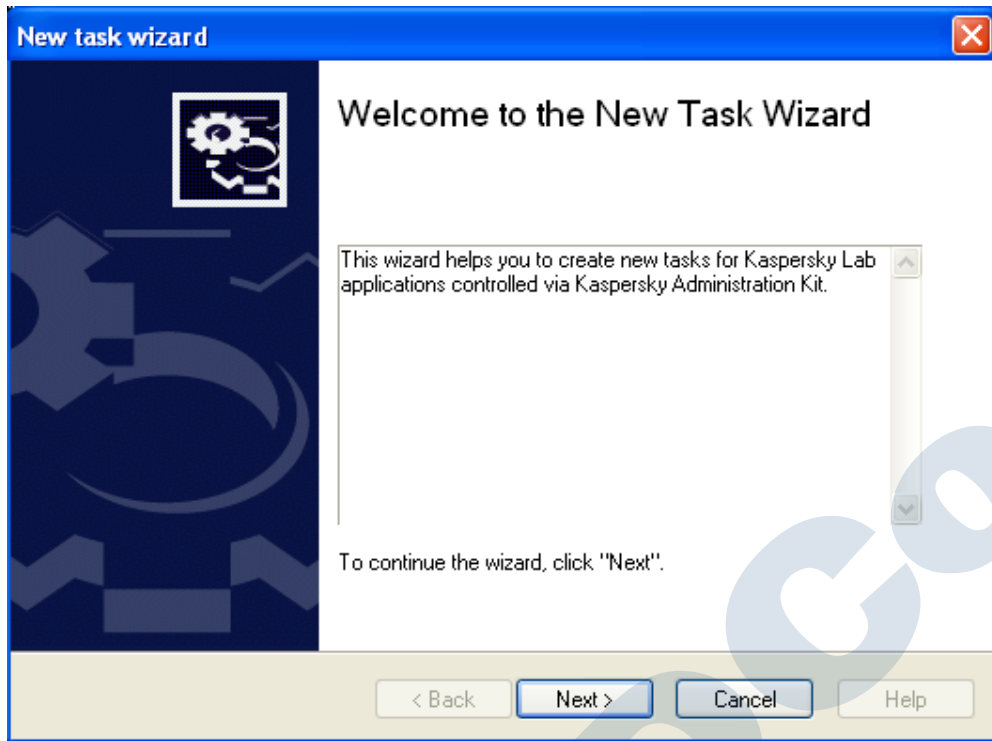 New task wizard
Welcome to the New Task Wizard
This wizard helps you to create new tasks for Kaspersky Lab
applications controlled via Kaspersky Administration Kit.
To continue the wizard, click "Next".
< Back Next > Cancel Help